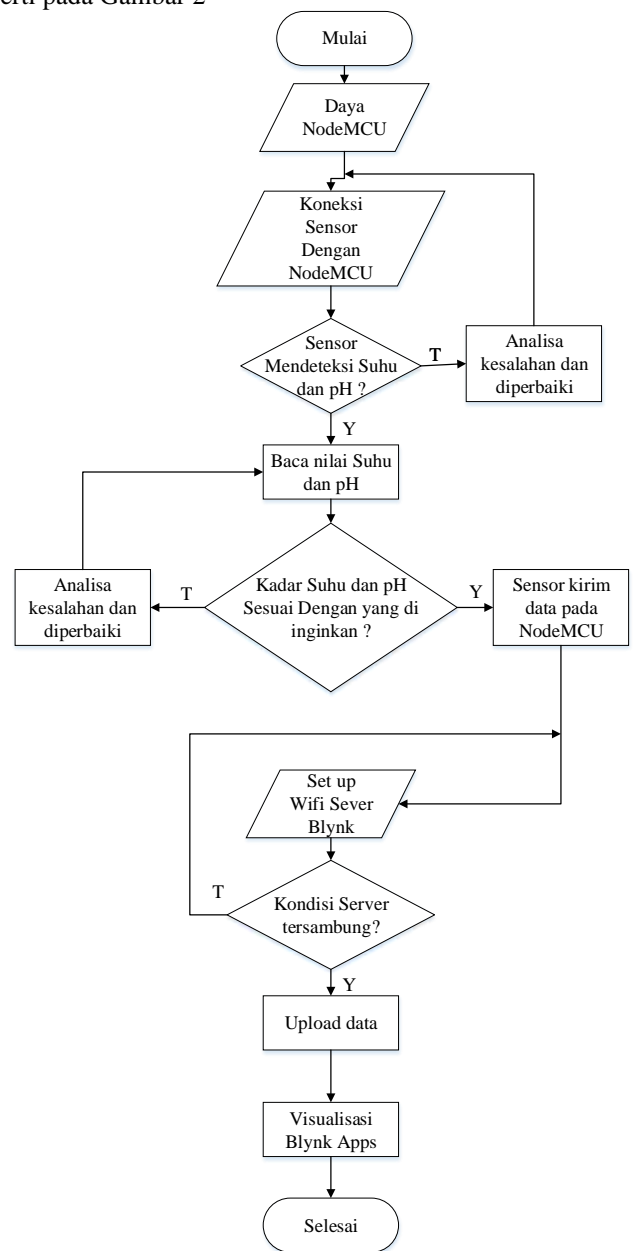 erti pada Gambar 2
Mulai
Daya
NodeMCU
Koneksi
Sensor
Dengan
NodeMCU
Sensor
Mendeteksi Suhu
dan pH ?
T
Analisa
kesalahan dan
diperbaiki
Y
Baca nilai Suhu
dan pH
Analisa
kesalahan dan
diperbaiki
T
Kadar Suhu dan pH
Sesuai Dengan yang di
inginkan ?
Y
Sensor kirim
data pada
NodeMCU
Set up
Wifi Sever
Blynk
T
Kondisi Server
tersambung?
Y
Upload data
Visualisasi
Blynk Apps
Selesai